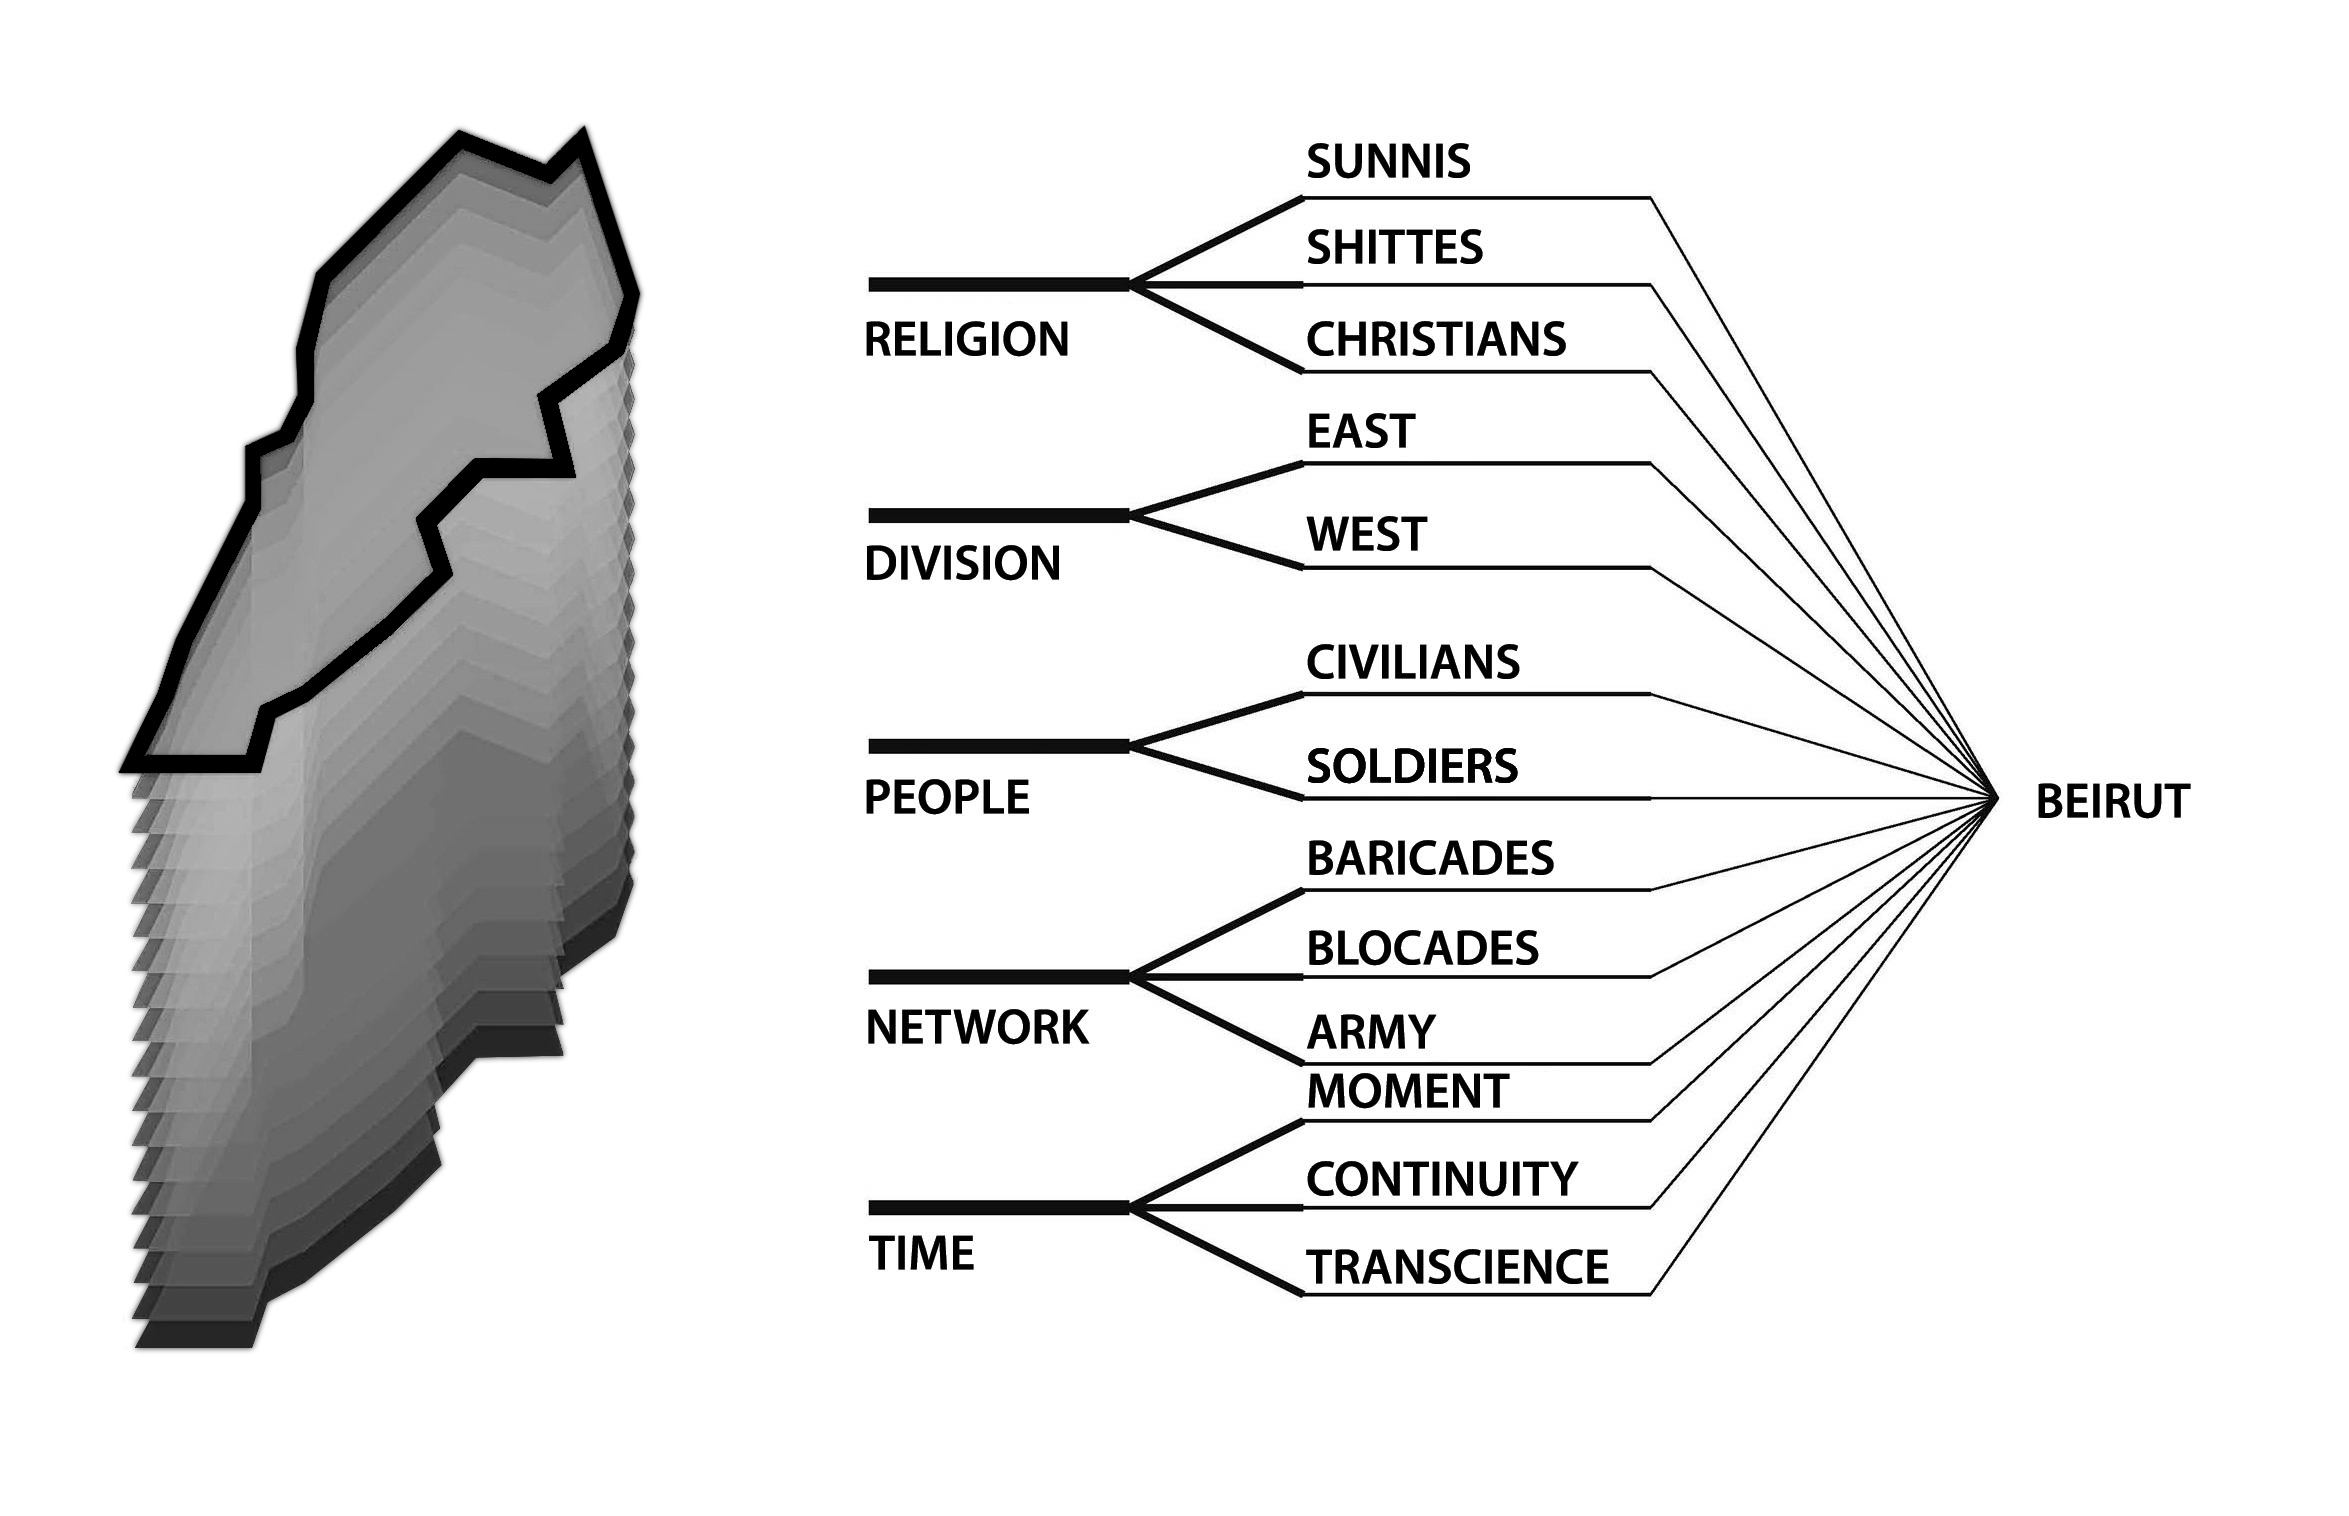 SUNNIS
SHITTES
RELIGION
CHRISTIANS
EAST
WEST
DIVISION
CIVILIANS
SOLDIERS
PEOPLE
BEIRUT
BARICADES
BLOCADES
NETWORK
ARMY
MOMENT
CONTINUITY
TIME
TRANSCIENCE